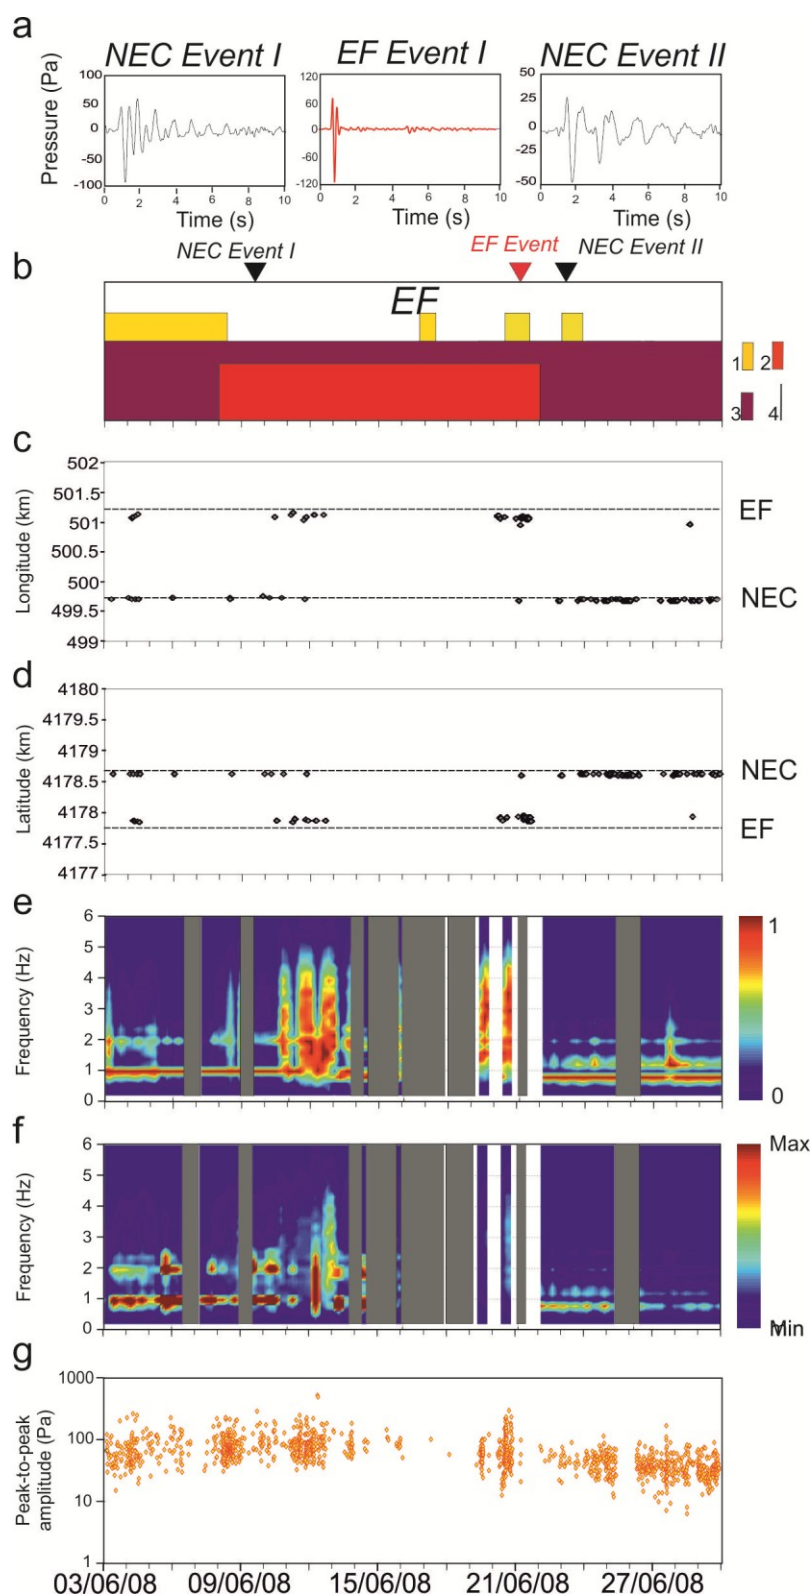 a
NEC Event I EF Event I NEC Event II
Pressure (Pa)
100
50
0
-50
-100
0 2 4 6 8 10
Time (s)
120
60
0
-60
-120
0 2 4 6 8 10
Time (s)
50
25
0
-25
-50
0 2 4 6 8 10
Time (s)
b
NEC Event I EF Event NEC Event II
EF
1 2
3 4
c
Longitude (km)
502
501.5
501
500.5
500
499.5
499
EF
NEC
d
Latitude (km)
4180
4179.5
4179
4178.5
4178
4177.5
4177
NEC
EF
e
Frequency (Hz)
6
5
4
3
2
1
0
1
0
f
Frequency (Hz)
6
5
4
3
2
1
0
Max
Min
g
Peak-to-peak
amplitude (Pa)
1000
100
10
1
03/06/08 09/06/08 15/06/08 21/06/08 27/06/08